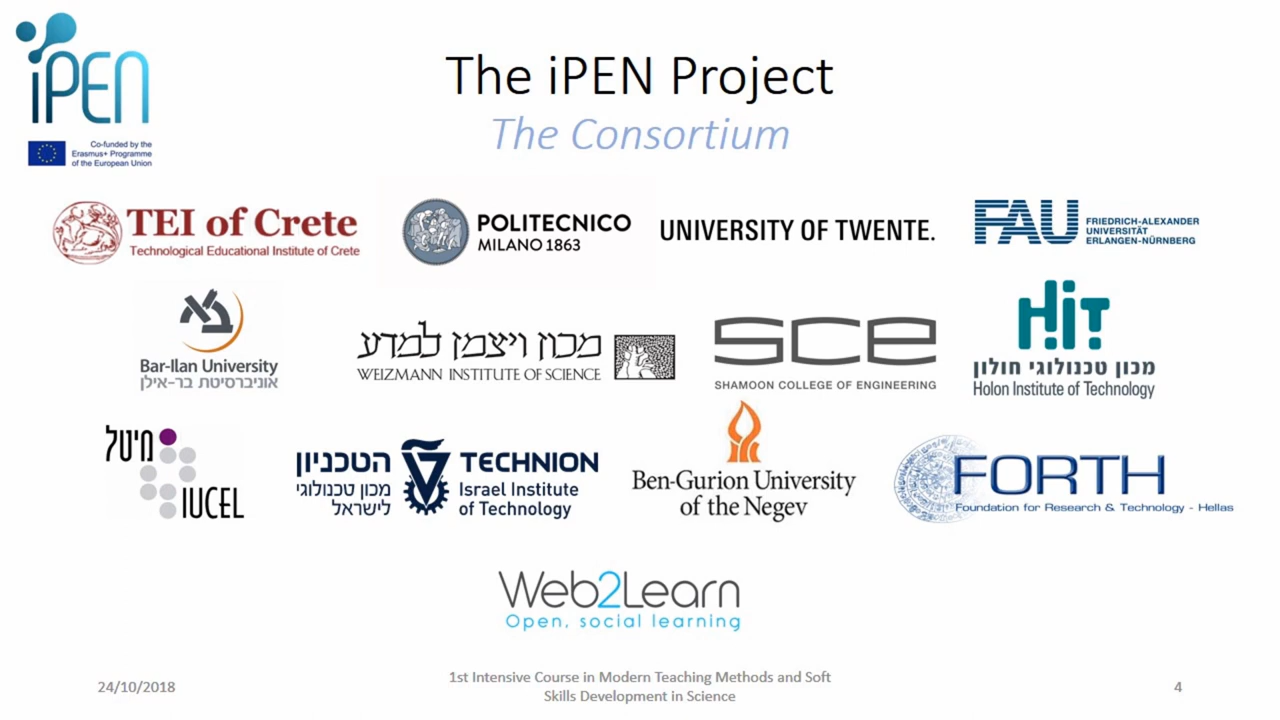 iPEN
Co-funded by the
Erasmus+ Programme
of the European Union
The iPEN Project
The Consortium
TEI of Crete
Technological Educational Institute of Crete
POLITECNICO
MILANO 1863
UNIVERSITY OF TWENTE.
FAU
FRIEDRICH-ALEXANDER
UNIVERSITÄT
ERLANGEN-NÜRNBERG
Bar-Ilan University
אוניברסיטת בר-אילן
מכון ויצמן למדע
WEIZMANN INSTITUTE OF SCIENCE
sce
SHAMOON COLLEGE OF ENGINEERING
HiT
מכון טכנולוגי חולון
Holon Institute of Technology
מיטל
IUCEL
הטכניון
מכון טכנולוגי
לישראל
TECHNION
Israel Institute
of Technology
Ben-Gurion University
of the Negev
FORTH
Foundation for Research & Technology - Hellas
Web2Learn
Open, social learning
24/10/2018
1st Intensive Course in Modern Teaching Methods and Soft
Skills Development in Science
4